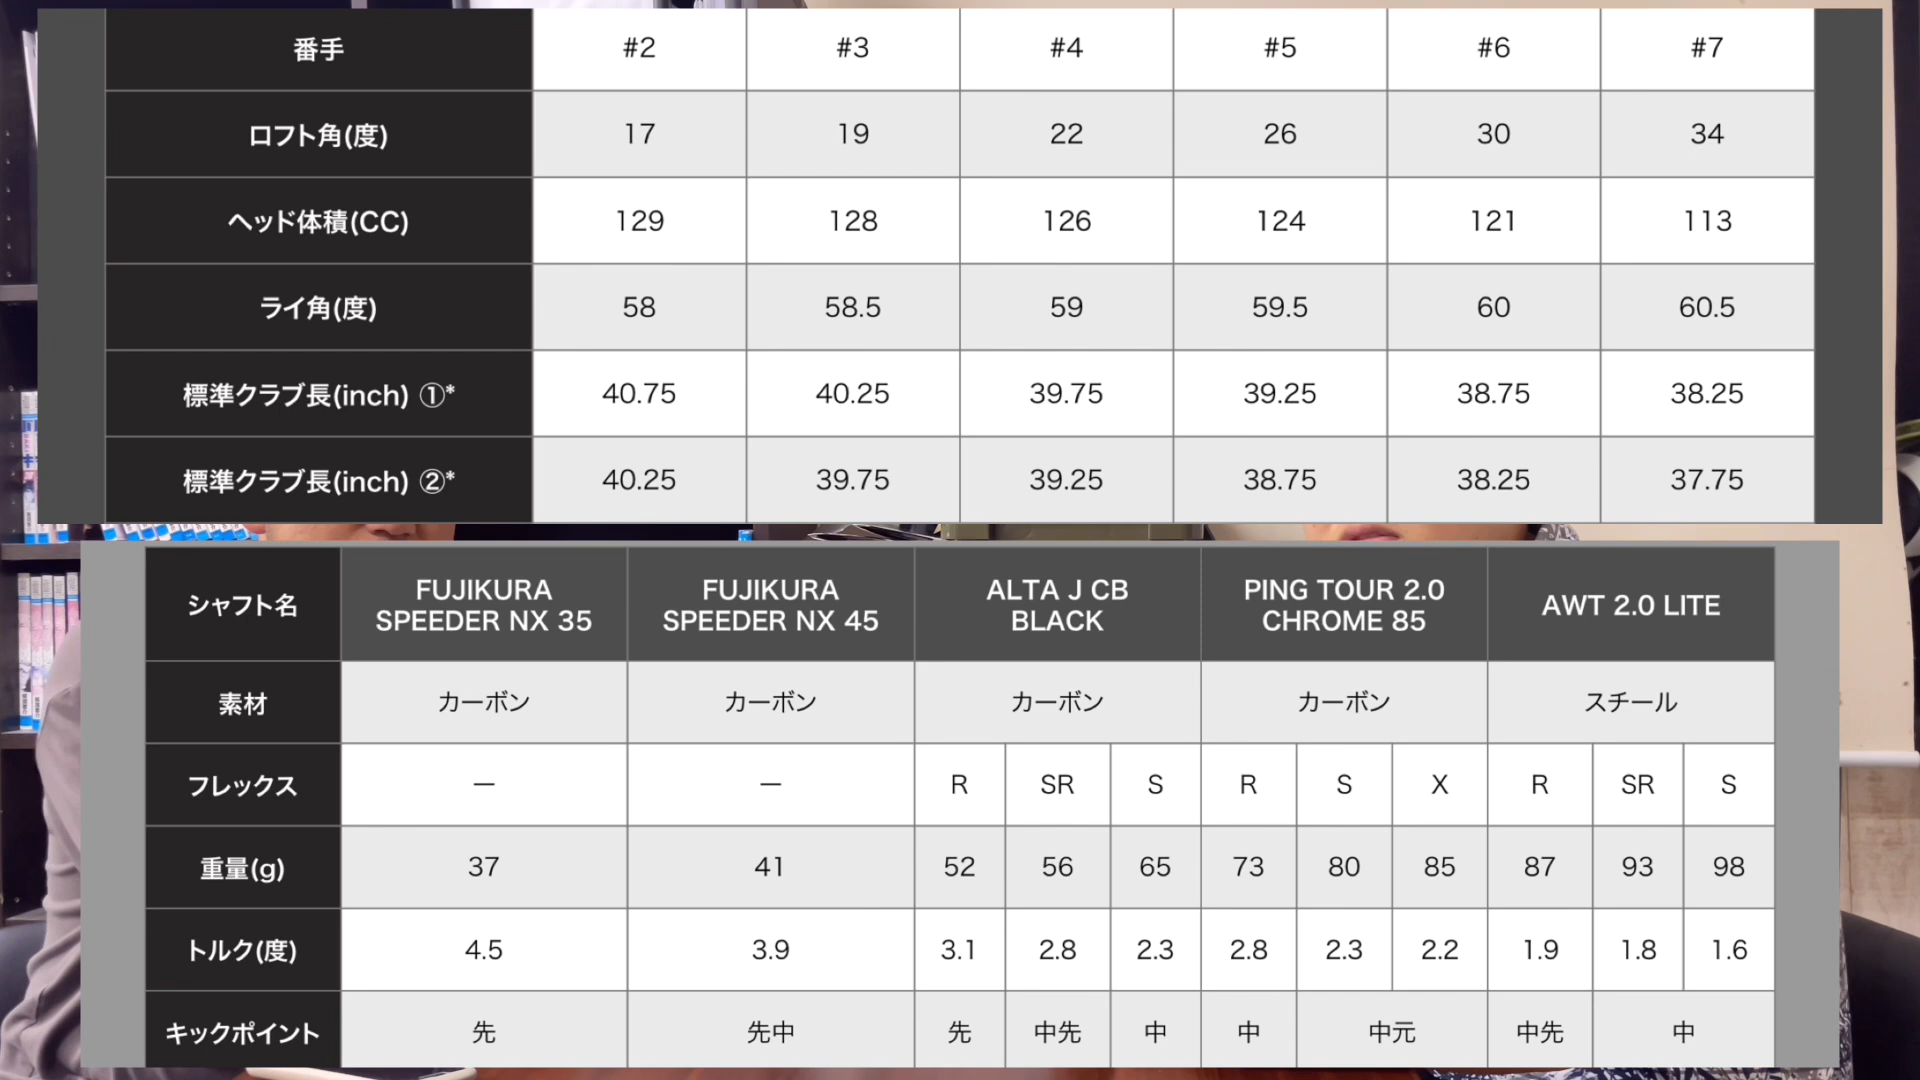 番手 #2 #3 #4 #5 #6 #7
ロフト角(度) 17 19 22 26 30 34
ヘッド体積(CC) 129 128 126 124 121 113
ライ角(度) 58 58.5 59 59.5 60 60.5
標準クラブ長(inch) ①* 40.75 40.25 39.75 39.25 38.75 38.25
標準クラブ長(inch) ②* 40.25 39.75 39.25 38.75 38.25 37.75
シャフト名 FUJIKURA SPEEDER NX 35 FUJIKURA SPEEDER NX 45 ALTA J CB BLACK PING TOUR 2.0 CHROME 85 AWT 2.0 LITE
素材 カーボン カーボン カーボン カーボン スチール
フレックス ー ー R SR S R S X R SR S
重量(g) 37 41 52 56 65 73 80 85 87 93 98
トルク(度) 4.5 3.9 3.1 2.8 2.3 2.8 2.3 2.2 1.9 1.8 1.6
キックポイント 先 先中 先 中先 中 中 中元 中先 中